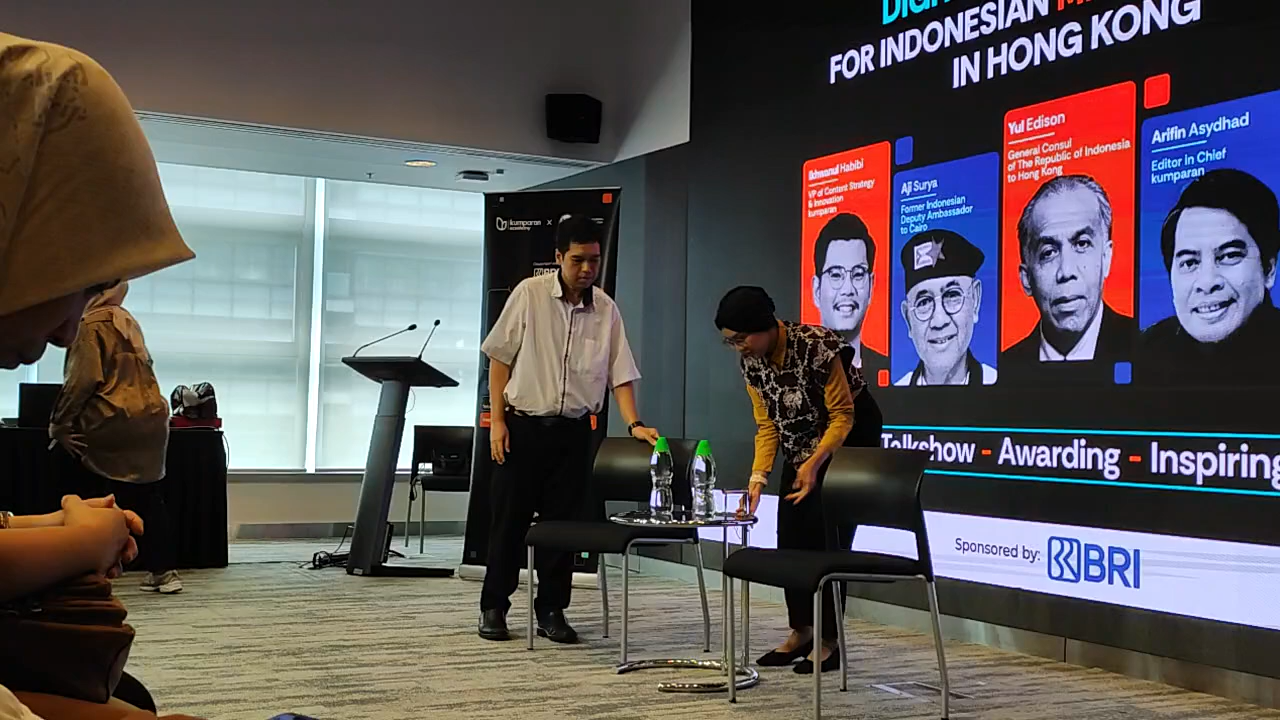 FOR INDONESIAN
IN HONG KONG
Ikhwanul Habibi
VP of Content Strategy
& Innovation
kumparan
Aji Surya
Former Indonesian
Deputy Ambassador
to Cairo
Yul Edison
General Consul
of The Republic of Indonesia
to Hong Kong
Arifin Asydhad
Editor in Chief
kumparan
Talkshow - Awarding - Inspiring
Sponsored by: BRI
kumparan
academy
X